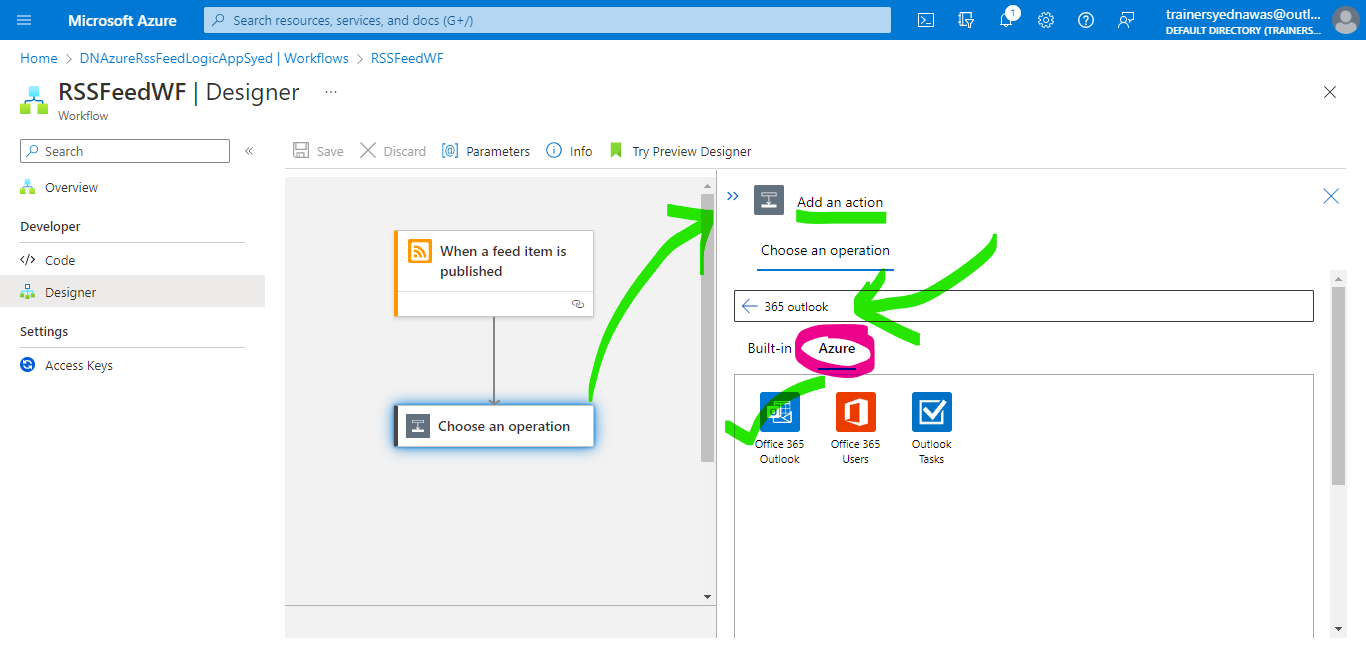 Microsoft Azure
Search resources, services, and docs (G+/)
1
trainersyednawas@outl...
DEFAULT DIRECTORY (TRAINERS...
Home > DNAzureRssFeedLogicAppSyed | Workflows > RSSFeedWF
RSSFeedWF | Designer ...
Workflow
Search «
Overview
Developer
</> Code
Designer
Settings
Access Keys
Save Discard [@] Parameters Info Try Preview Designer
When a feed item is
published
Choose an operation
» Add an action
Choose an operation
365 outlook
Built-in Azure
Office 365
Outlook
Office 365
Users
Outlook
Tasks